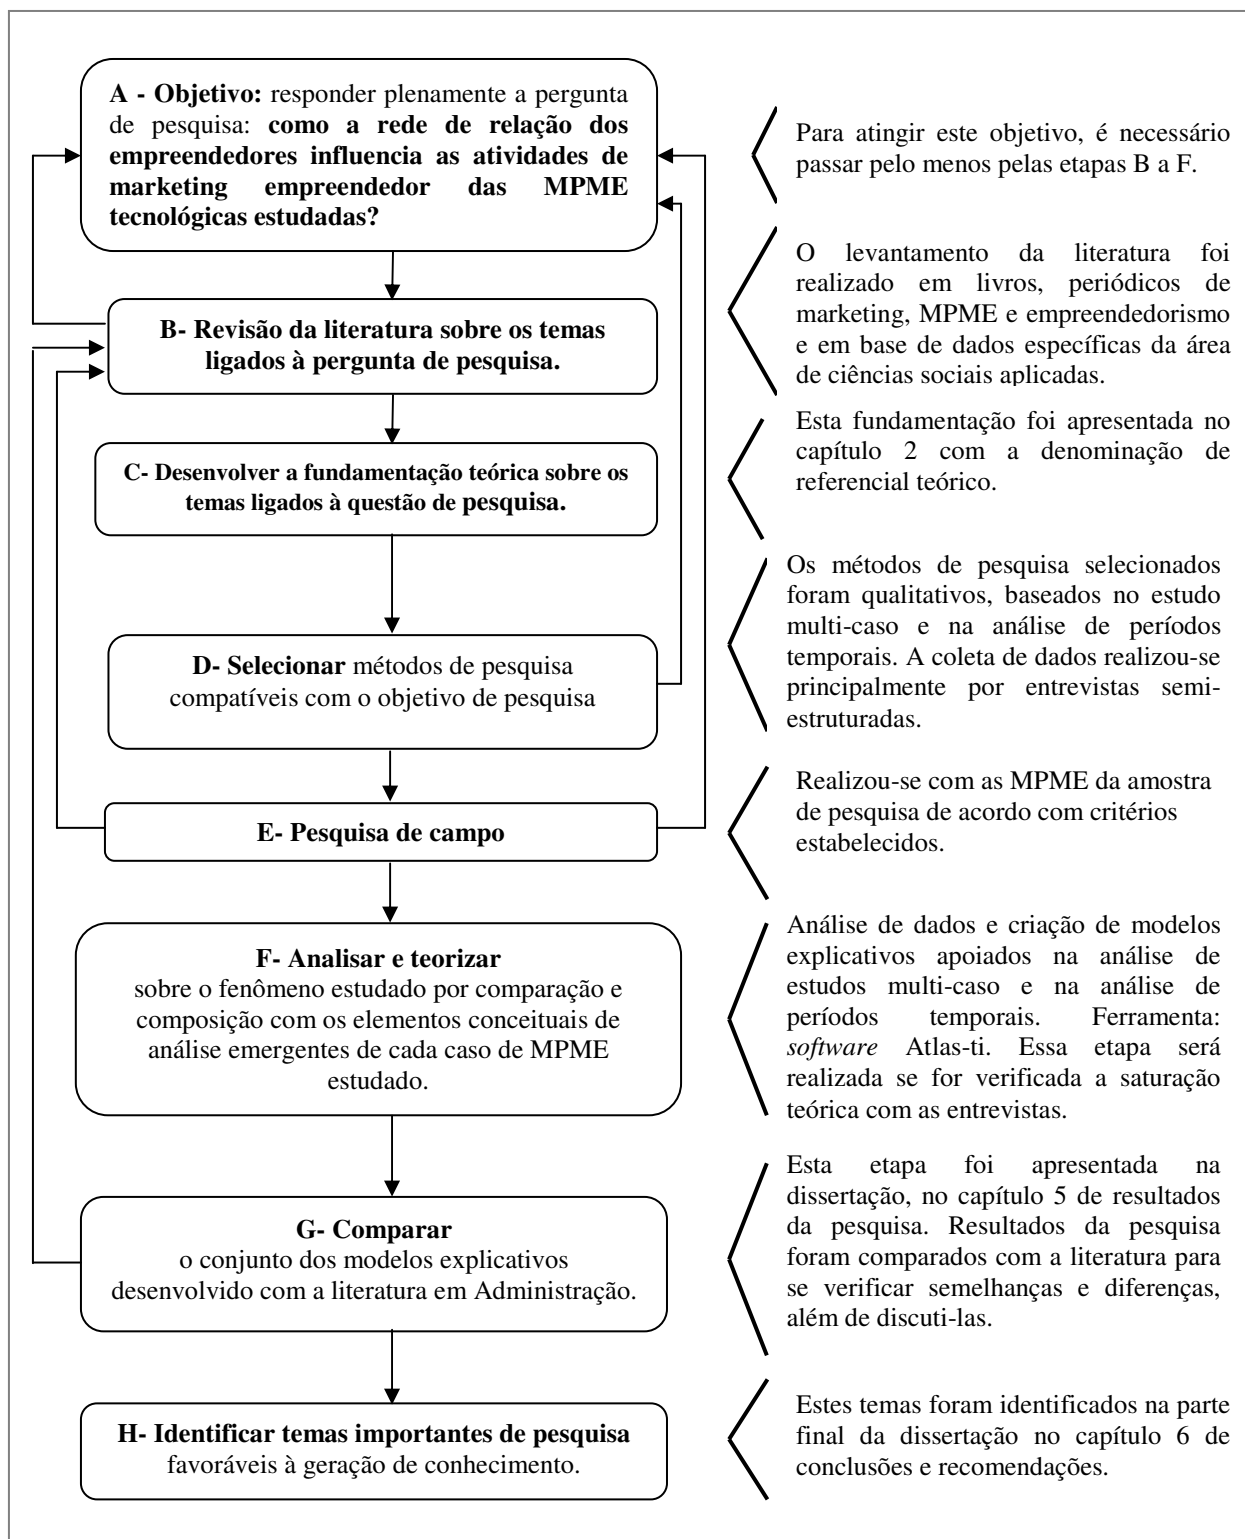 A - Objetivo: responder plenamente a pergunta
de pesquisa: como a rede de relação dos
empreendedores influencia as atividades de
marketing empreendedor das MPME
tecnológicas estudadas?
Para atingir este objetivo, é necessário
passar pelo menos pelas etapas B a F.
B- Revisão da literatura sobre os temas
ligados à pergunta de pesquisa.
O levantamento da literatura foi
realizado em livros, periódicos de
marketing, MPME e empreendedorismo
e em base de dados específicas da área
de ciências sociais aplicadas.
C- Desenvolver a fundamentação teórica sobre os
temas ligados à questão de pesquisa.
Esta fundamentação foi apresentada no
capítulo 2 com a denominação de
referencial teórico.
D- Selecionar métodos de pesquisa
compatíveis com o objetivo de pesquisa
Os métodos de pesquisa selecionados
foram qualitativos, baseados no estudo
multi-caso e na análise de períodos
temporais. A coleta de dados realizou-se
principalmente por entrevistas semi-
estruturadas.
E- Pesquisa de campo
Realizou-se com as MPME da amostra
de pesquisa de acordo com critérios
estabelecidos.
F- Analisar e teorizar
sobre o fenômeno estudado por comparação e
composição com os elementos conceituais de
análise emergentes de cada caso de MPME
estudado.
Análise de dados e criação de modelos
explicativos apoiados na análise de
estudos multi-caso e na análise de
períodos temporais. Ferramenta:
software Atlas-ti. Essa etapa será
realizada se for verificada a saturação
teórica com as entrevistas.
G- Comparar
o conjunto dos modelos explicativos
desenvolvido com a literatura em Administração.
Esta etapa foi apresentada na
dissertação, no capítulo 5 de resultados
da pesquisa. Resultados da pesquisa
foram comparados com a literatura para
se verificar semelhanças e diferenças,
além de discuti-las.
H- Identificar temas importantes de pesquisa
favoráveis à geração de conhecimento.
Estes temas foram identificados na parte
final da dissertação no capítulo 6 de
conclusões e recomendações.